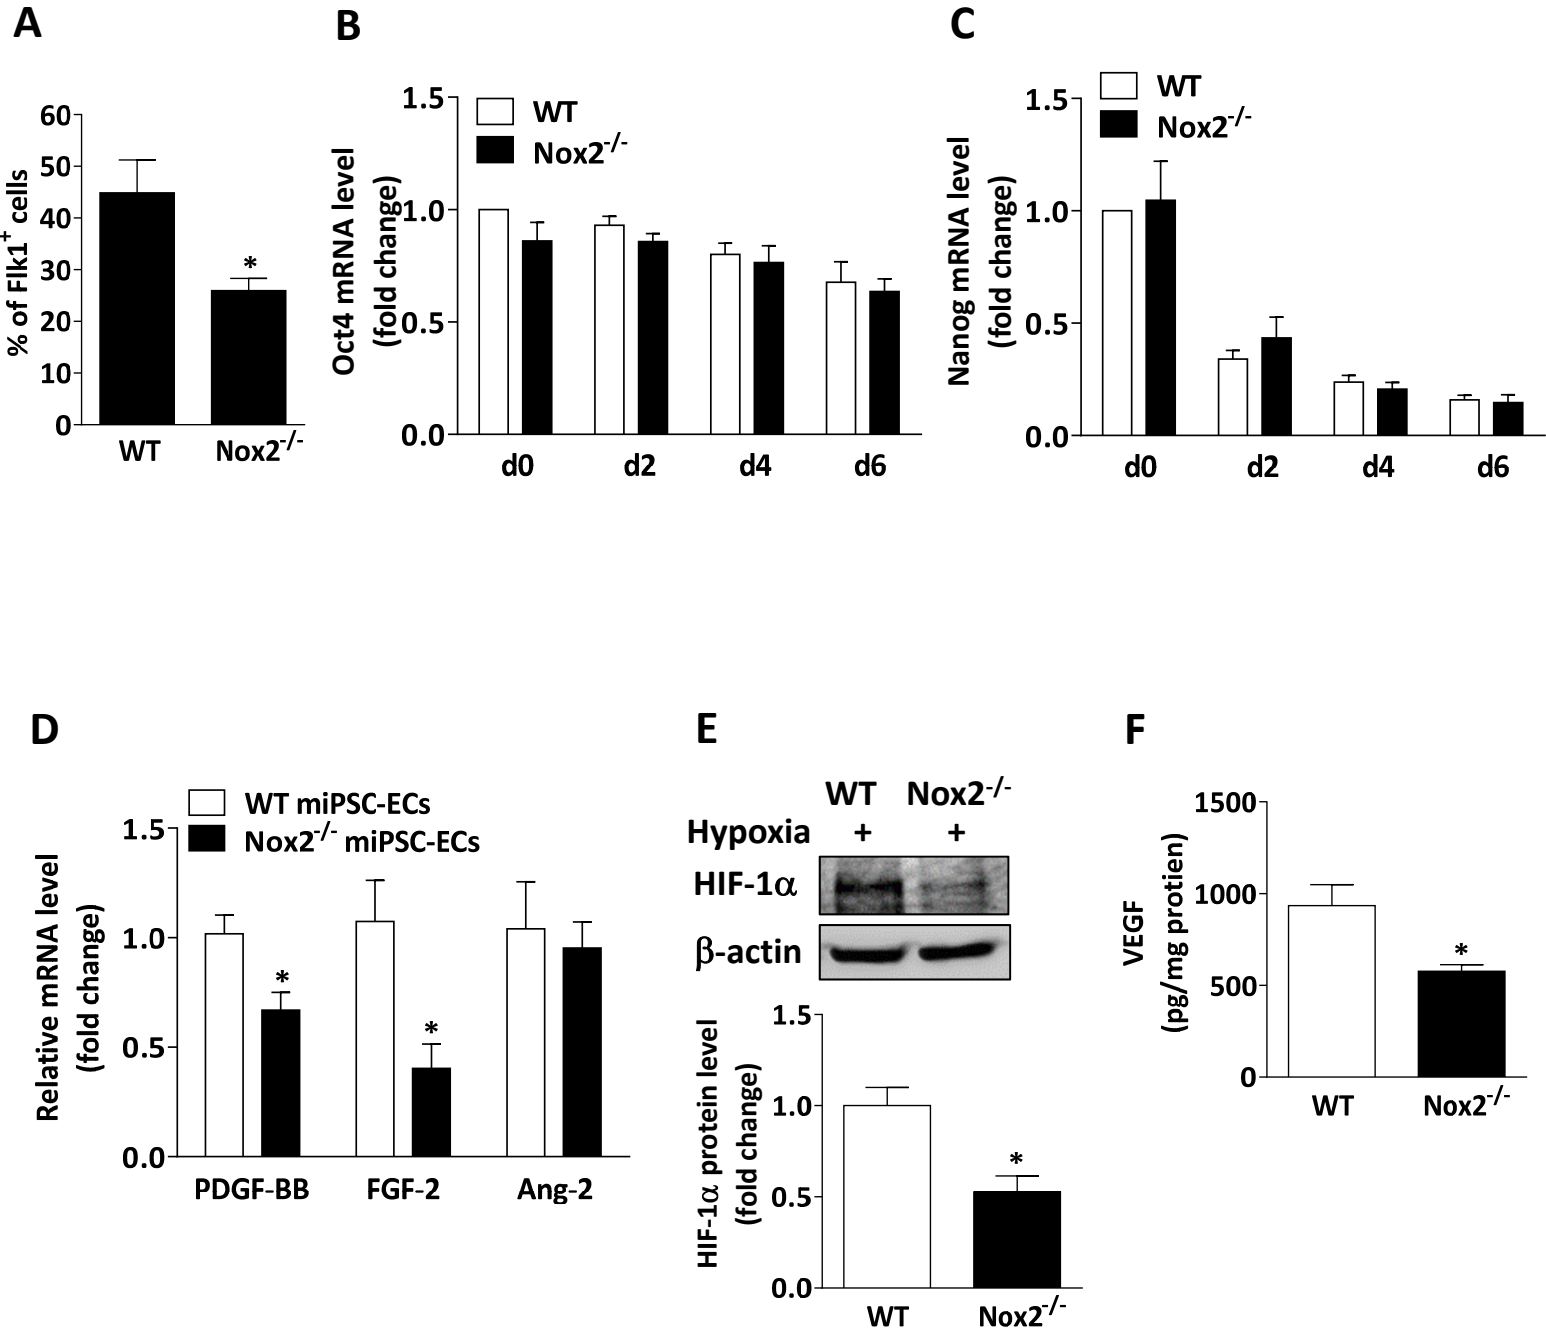 A
% of Flk1+ cells
60
50
40
30
20
10
0
*
WT
Nox2-/-
B
Oct4 mRNA level
(fold change)
1.5
1.0
0.5
0.0
WT
Nox2-/-
d0
d2
d4
d6
C
Nanog mRNA level
(fold change)
1.5
1.0
0.5
0.0
WT
Nox2-/-
d0
d2
d4
d6
D
Relative mRNA level
(fold change)
1.5
1.0
0.5
0.0
WT miPSC-ECs
Nox2-/- miPSC-ECs
*
*
PDGF-BB
FGF-2
Ang-2
E
WT Nox2-/-
Hypoxia + +
HIF-1α
β-actin
HIF-1α protein level
(fold change)
1.5
1.0
0.5
0.0
*
WT
Nox2-/-
F
VEGF
(pg/mg protien)
1500
1000
500
0
*
WT
Nox2-/-